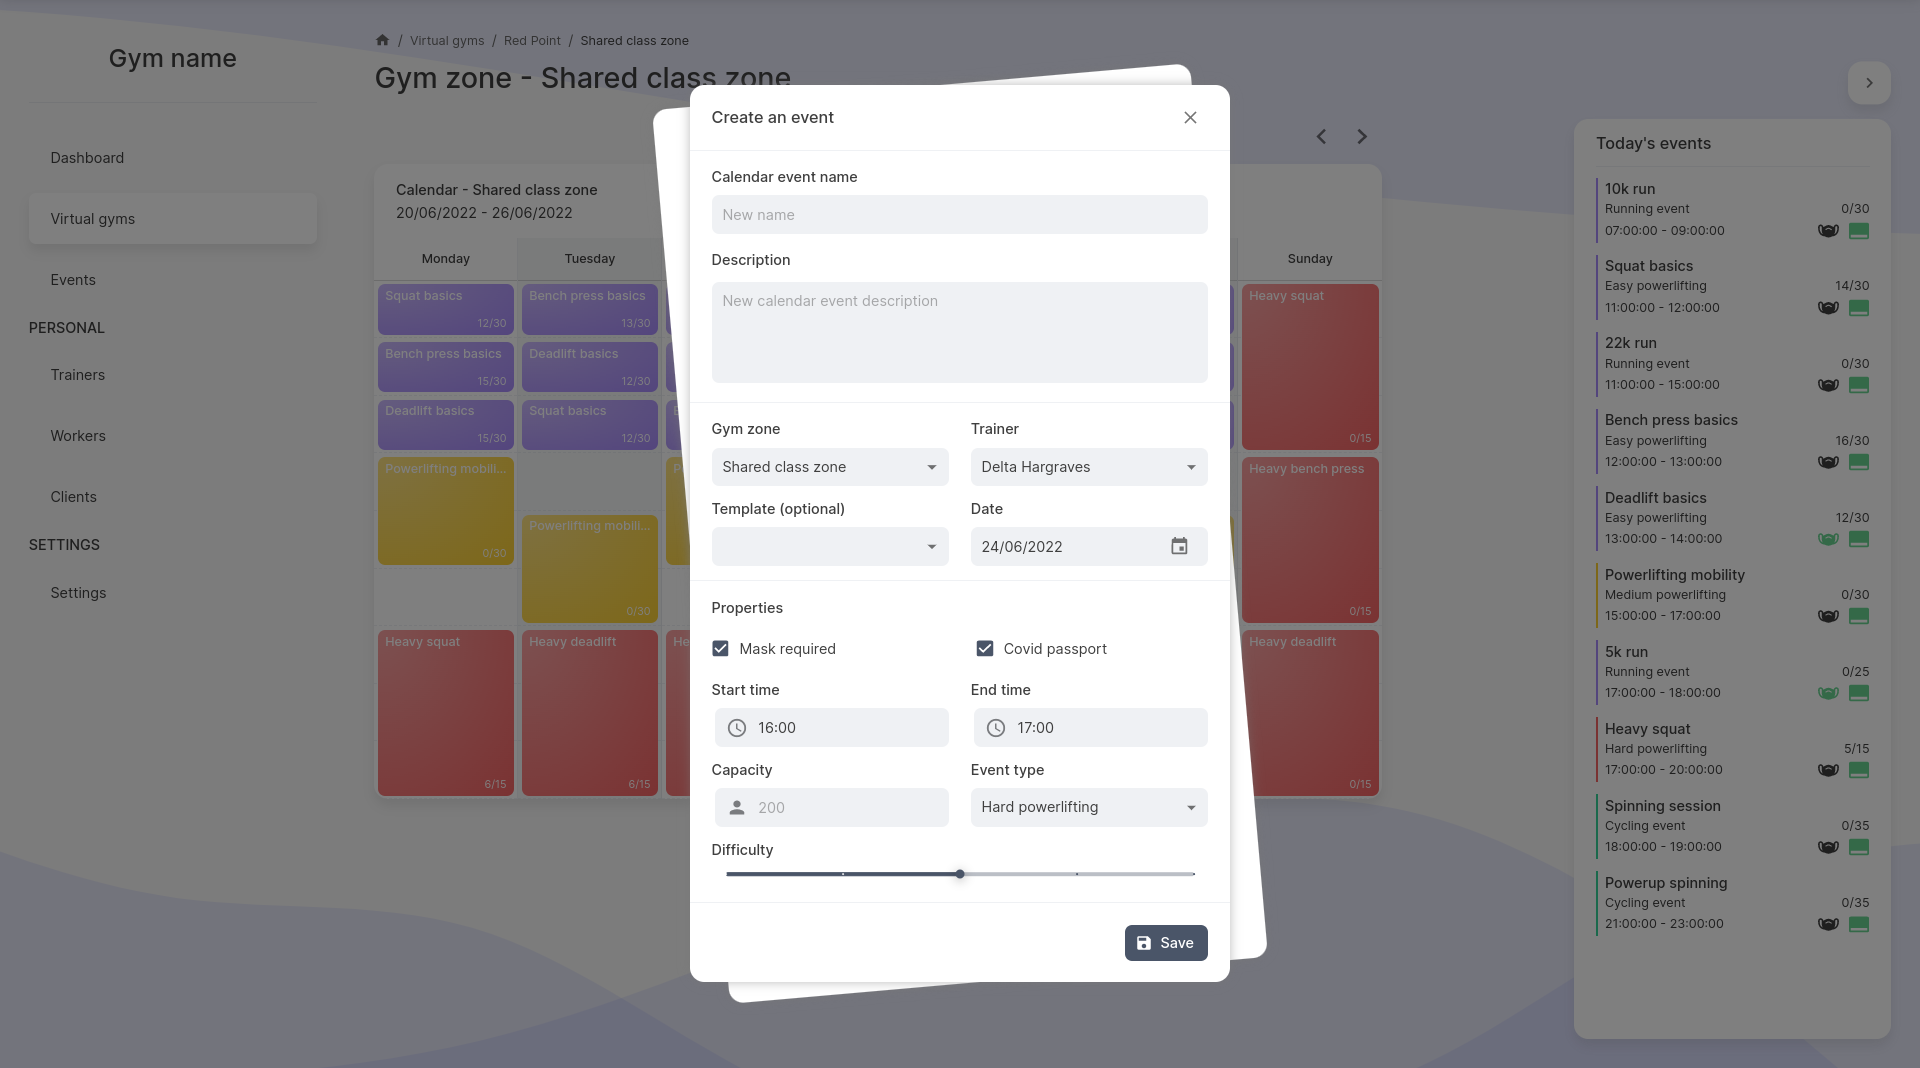 Gym name
Dashboard
Virtual gyms
Events
PERSONAL
Trainers
Workers
Clients
SETTINGS
Settings
/ Virtual gyms / Red Point / Shared class zone
Gym zone - Shared class zone
Calendar - Shared class zone
20/06/2022 - 26/06/2022
Monday
Tuesday
Sunday
Squat basics
12/30
Bench press basics
15/30
Deadlift basics
15/30
Powerlifting mobili...
0/30
Heavy squat
6/15
Bench press basics
13/30
Deadlift basics
12/30
Squat basics
12/30
Powerlifting mobili...
0/30
Heavy deadlift
6/15
Heavy squat
0/15
Heavy bench press
0/15
Heavy deadlift
0/15
Create an event
Calendar event name
New name
Description
New calendar event description
Gym zone
Trainer
Shared class zone
Delta Hargraves
Template (optional)
Date
24/06/2022
Properties
Mask required
Covid passport
Start time
End time
16:00
17:00
Capacity
Event type
200
Hard powerlifting
Difficulty
Save
Today's events
10k run
Running event 0/30
07:00:00 - 09:00:00
Squat basics
Easy powerlifting 14/30
11:00:00 - 12:00:00
22k run
Running event 0/30
11:00:00 - 15:00:00
Bench press basics
Easy powerlifting 16/30
12:00:00 - 13:00:00
Deadlift basics
Easy powerlifting 12/30
13:00:00 - 14:00:00
Powerlifting mobility
Medium powerlifting 0/30
15:00:00 - 17:00:00
5k run
Running event 0/25
17:00:00 - 18:00:00
Heavy squat
Hard powerlifting 5/15
17:00:00 - 20:00:00
Spinning session
Cycling event 0/35
18:00:00 - 19:00:00
Powerup spinning
Cycling event 0/35
21:00:00 - 23:00:00